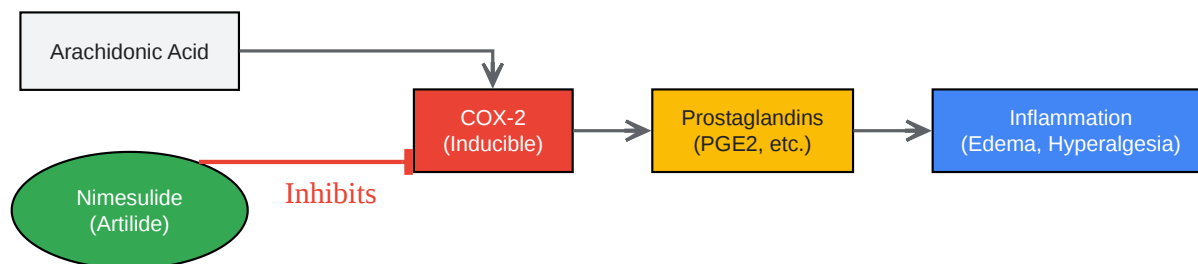 Arachidonic Acid
COX-2
(Inducible)
Prostaglandins
(PGE2, etc.)
Inflammation
(Edema, Hyperalgesia)
Nimesulide
(Artilide)
Inhibits